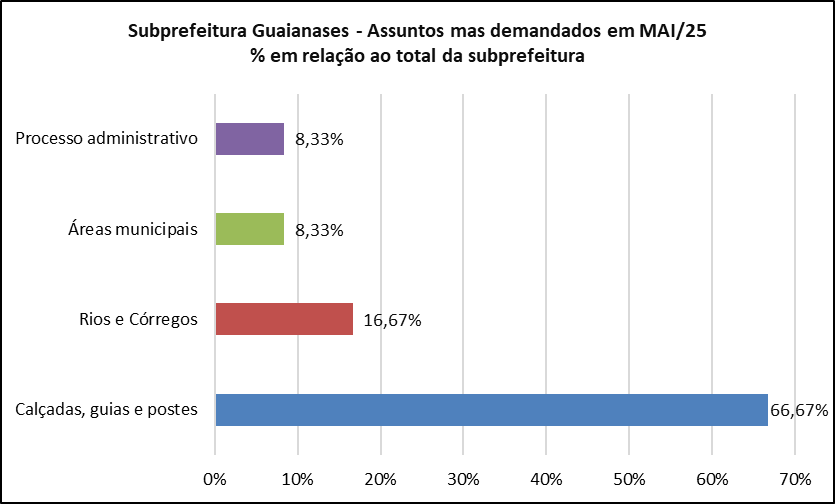 Subprefeitura Guaianases - Assuntos mas demandados em MAI/25
% em relação ao total da subprefeitura
Processo administrativo
8,33%
Áreas municipais
8,33%
Rios e Córregos
16,67%
Calçadas, guias e postes
66,67%
0% 10% 20% 30% 40% 50% 60% 70%